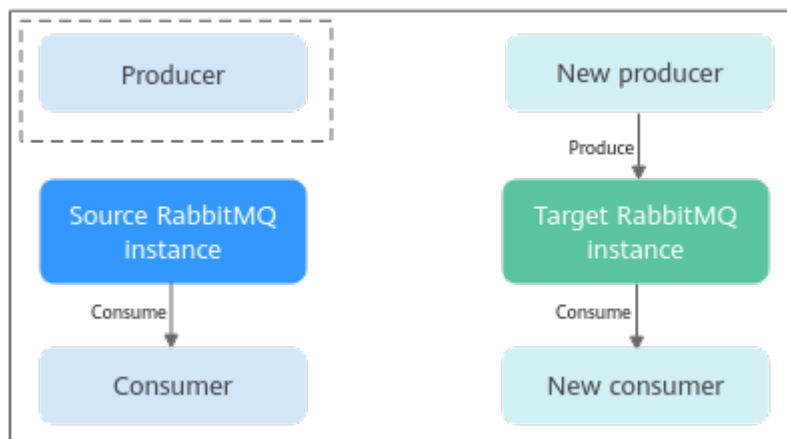 Producer
New producer
Produce
Source RabbitMQ
instance
Target RabbitMQ
instance
Consume
Consume
Consumer
New consumer